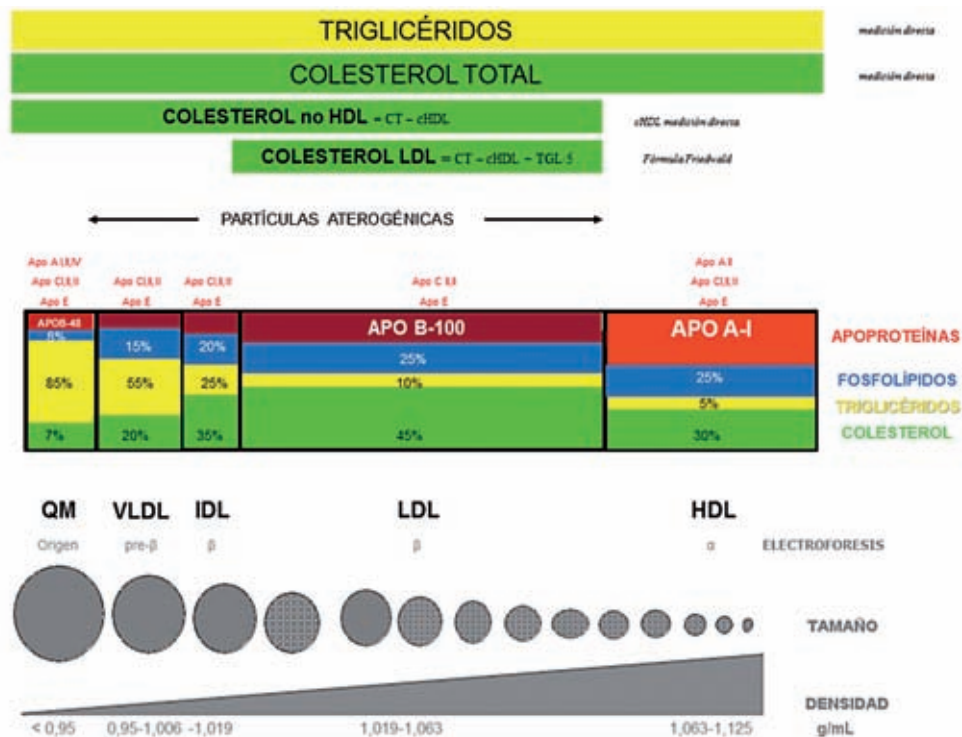 TRIGLICÉRIDOS
medición directa
COLESTEROL TOTAL
medición directa
COLESTEROL no HDL = CT – cHDL
cHDL medición directa
COLESTEROL LDL = CT – cHDL – TGL/5
Fórmula Friedvald
PARTÍCULAS ATEROGÉNICAS
Apo A I,II,IV
Apo A II
Apo CI,II,II
Apo CI,II,II
Apo CI,II,II
Apo C II,I
Apo CI,II,II
Apo E
Apo E
Apo E
Apo E
Apo E
APOB-48
APO B-100
APO A-I
APOPROTEÍNAS
6%
15%
20%
25%
25%
FOSFOLÍPIDOS
85%
55%
25%
10%
5%
TRIGLICÉRIDOS
7%
20%
35%
45%
30%
COLESTEROL
QM
VLDL
IDL
LDL
HDL
Origen
pre-β
β
β
α
ELECTROFORESIS
TAMAÑO
DENSIDAD
< 0,95
0,95-1,006
-1,019
1,019-1,063
1,063-1,125
g/mL